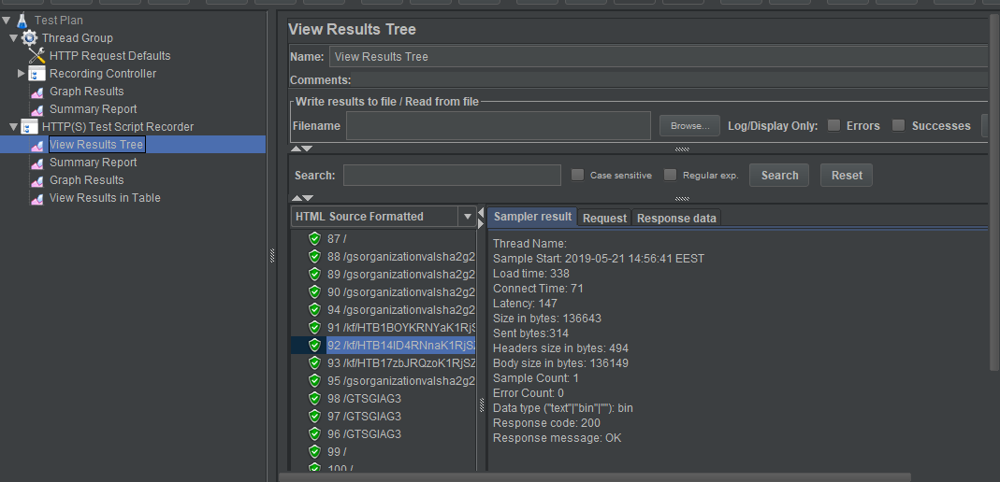 Test Plan
Thread Group
HTTP Request Defaults
Recording Controller
Graph Results
Summary Report
HTTP(S) Test Script Recorder
View Results Tree
Summary Report
Graph Results
View Results in Table
View Results Tree
Name: View Results Tree
Comments:
Write results to file / Read from file
Filename Browse... Log/Display Only: Errors Successes
Search: Case sensitive Regular exp. Search Reset
HTML Source Formatted
87 /
88 /gsorganizationvalsha2g2
89 /gsorganizationvalsha2g2
90 /gsorganizationvalsha2g2
94 /gsorganizationvalsha2g2
91 /kf/HTB1BOYKRNYaK1RjS
92 /kf/HTB14ID4RNnaK1RjSZ
93 /kf/HTB17zbJRQzoK1RjSZ
95 /gsorganizationvalsha2g2
98 /GTSGIAG3
97 /GTSGIAG3
96 /GTSGIAG3
99 /
100 /
Sampler result Request Response data
Thread Name:
Sample Start: 2019-05-21 14:56:41 EEST
Load time: 338
Connect Time: 71
Latency: 147
Size in bytes: 136643
Sent bytes:314
Headers size in bytes: 494
Body size in bytes: 136149
Sample Count: 1
Error Count: 0
Data type ("text"|"bin"|""): bin
Response code: 200
Response message: OK